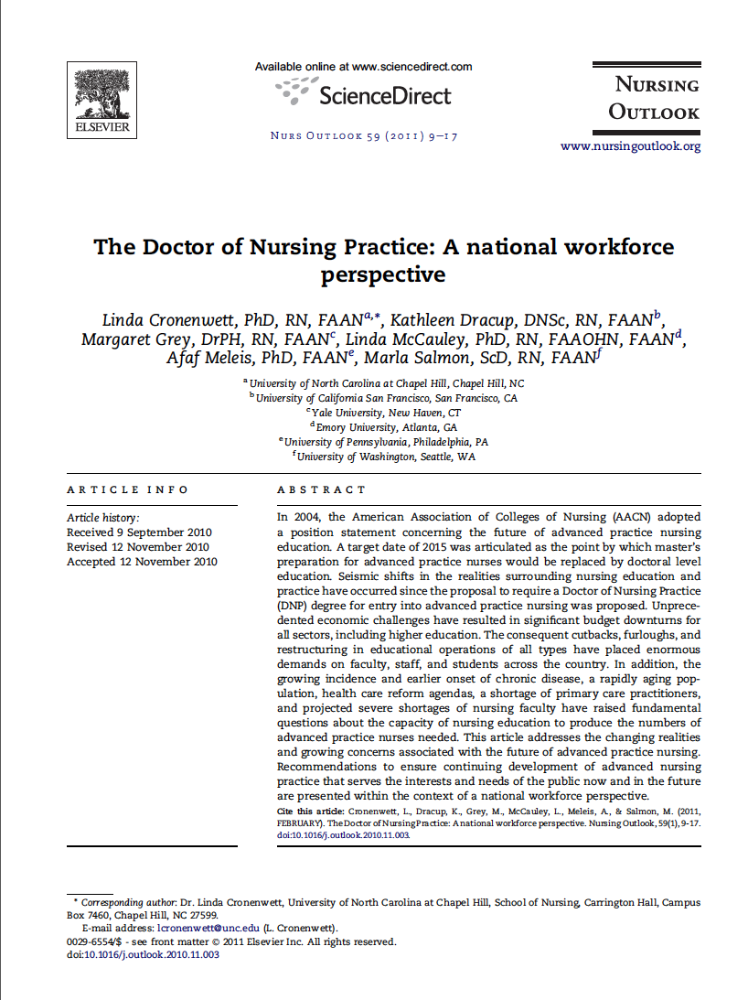 Available online at www.sciencedirect.com
ScienceDirect
ELSEVIER
NURSING
OUTLOOK
NURS OUTLOOK 59 (2011) 9–17
www.nursingoutlook.org
The Doctor of Nursing Practice: A national workforce
perspective
Linda Cronenwett, PhD, RN, FAANa,*, Kathleen Dracup, DNSc, RN, FAANb,
Margaret Grey, DrPH, RN, FAANc, Linda McCauley, PhD, RN, FAAOHN, FAANd,
Afaf Meleis, PhD, FAANe, Marla Salmon, ScD, RN, FAANf
a University of North Carolina at Chapel Hill, Chapel Hill, NC
b University of California San Francisco, San Francisco, CA
c Yale University, New Haven, CT
d Emory University, Atlanta, GA
e University of Pennsylvania, Philadelphia, PA
f University of Washington, Seattle, WA
ARTICLE INFO
Article history:
Received 9 September 2010
Revised 12 November 2010
Accepted 12 November 2010
ABSTRACT
In 2004, the American Association of Colleges of Nursing (AACN) adopted
a position statement concerning the future of advanced practice nursing
education. A target date of 2015 was articulated as the point by which master's
preparation for advanced practice nurses would be replaced by doctoral level
education. Seismic shifts in the realities surrounding nursing education and
practice have occurred since the proposal to require a Doctor of Nursing Practice
(DNP) degree for entry into advanced practice nursing was proposed. Unprece-
dented economic challenges have resulted in significant budget downturns for
all sectors, including higher education. The consequent cutbacks, furloughs, and
restructuring in educational operations of all types have placed enormous
demands on faculty, staff, and students across the country. In addition, the
growing incidence and earlier onset of chronic disease, a rapidly aging pop-
ulation, health care reform agendas, a shortage of primary care practitioners,
and projected severe shortages of nursing faculty have raised fundamental
questions about the capacity of nursing education to produce the numbers of
advanced practice nurses needed. This article addresses the changing realities
and growing concerns associated with the future of advanced practice nursing.
Recommendations to ensure continuing development of advanced nursing
practice that serves the interests and needs of the public now and in the future
are presented within the context of a national workforce perspective.
Cite this article: Cronenwett, L., Dracup, K., Grey, M., McCauley, L., Meleis, A., & Salmon, M. (2011,
FEBRUARY). The Doctor of Nursing Practice: A national workforce perspective. Nursing Outlook, 59(1), 9-17.
doi:10.1016/j.outlook.2010.11.003.
* Corresponding author: Dr. Linda Cronenwett, University of North Carolina at Chapel Hill, School of Nursing, Carrington Hall, Campus
Box 7460, Chapel Hill, NC 27599.
E-mail address: lcronenwett@unc.edu (L. Cronenwett).
0029-6554/$ - see front matter © 2011 Elsevier Inc. All rights reserved.
doi:10.1016/j.outlook.2010.11.003